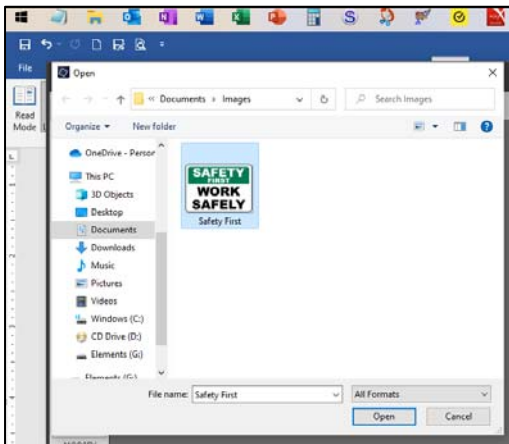 File
Open
« Documents › Images
Search Images
Read
Mode
Organize
New folder
OneDrive - Person
This PC
3D Objects
Desktop
Documents
Downloads
Music
Pictures
Videos
Windows (C:)
CD Drive (D:)
Elements (G:)
Elements (G:)
SAFETY
FIRST
WORK
SAFELY
Safety First
File name:
Safety First
All Formats
Open
Cancel